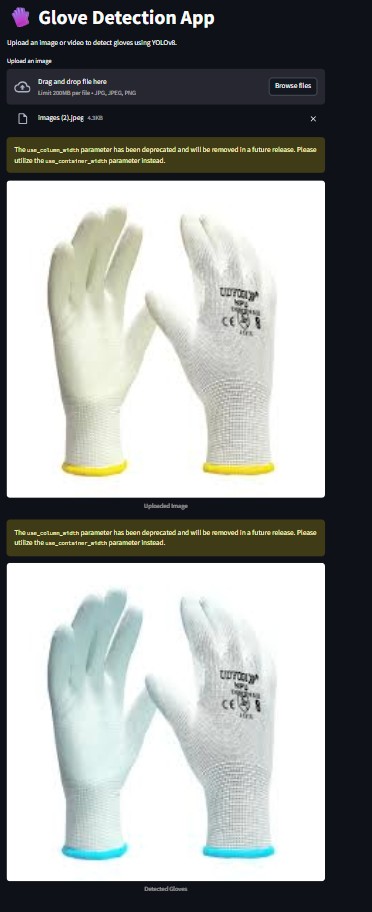 Glove Detection App
Upload an image or video to detect gloves using YOLOv8.
Upload an image
Drag and drop file here
Limit 200MB per file • JPG, JPEG, PNG
Browse files
images (2).jpeg 4.3KB
The use_column_width parameter has been deprecated and will be removed in a future release. Please
utilize the use_container_width parameter instead.
CE
Uploaded Image
The use_column_width parameter has been deprecated and will be removed in a future release. Please
utilize the use_container_width parameter instead.
CE
Detected Gloves